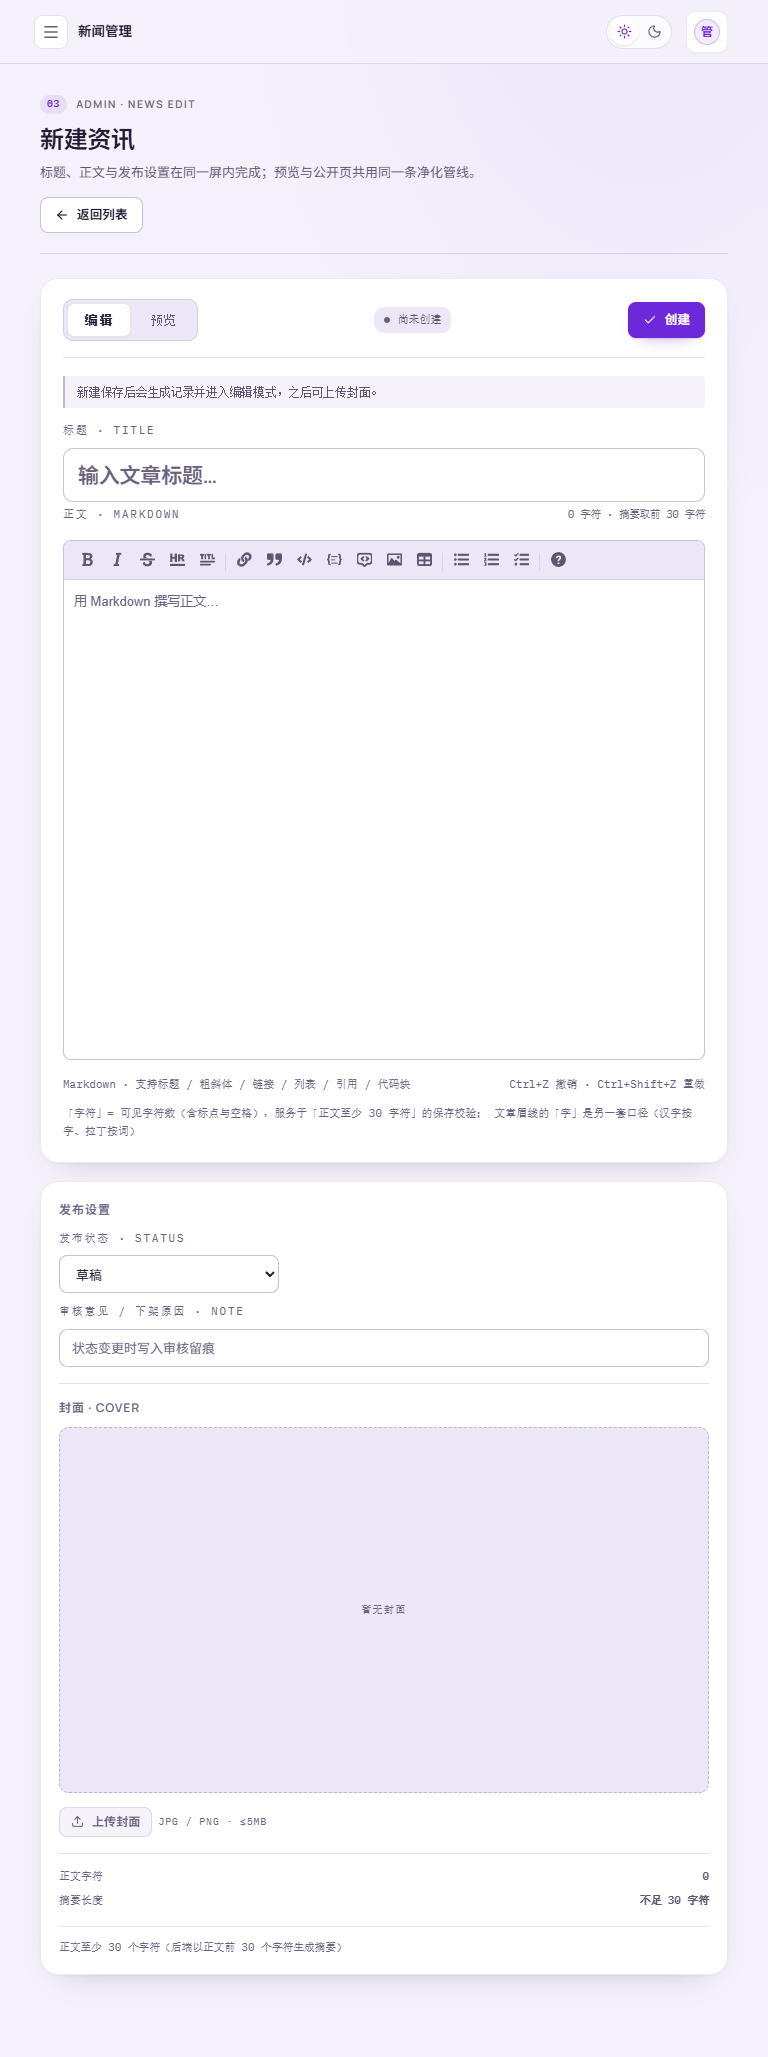 新闻管理
管
03 ADMIN · NEWS EDIT
新建资讯
标题、正文与发布设置在同一屏内完成；预览与公开页共用同一条净化管线。
返回列表
编辑 预览 尚未创建 创建
新建保存后会生成记录并进入编辑模式，之后可上传封面。
标题 · TITLE
输入文章标题…
正文 · MARKDOWN 0 字符 · 摘要取前 30 字符
用 Markdown 撰写正文…
Markdown · 支持标题 / 粗斜体 / 链接 / 列表 / 引用 / 代码块 Ctrl+Z 撤销 · Ctrl+Shift+Z 重做
「字符」= 可见字符数（含标点与空格），服务于「正文至少 30 字符」的保存校验； 文章眉线的「字」是另一套口径（汉字按
字、拉丁按词）
发布设置
发布状态 · STATUS
草稿
审核意见 / 下架原因 · NOTE
状态变更时写入审核留痕
封面 · COVER
暂无封面
上传封面 JPG / PNG · ≤5MB
正文字符 0
摘要长度 不足 30 字符
正文至少 30 个字符（后端以正文前 30 个字符生成摘要）